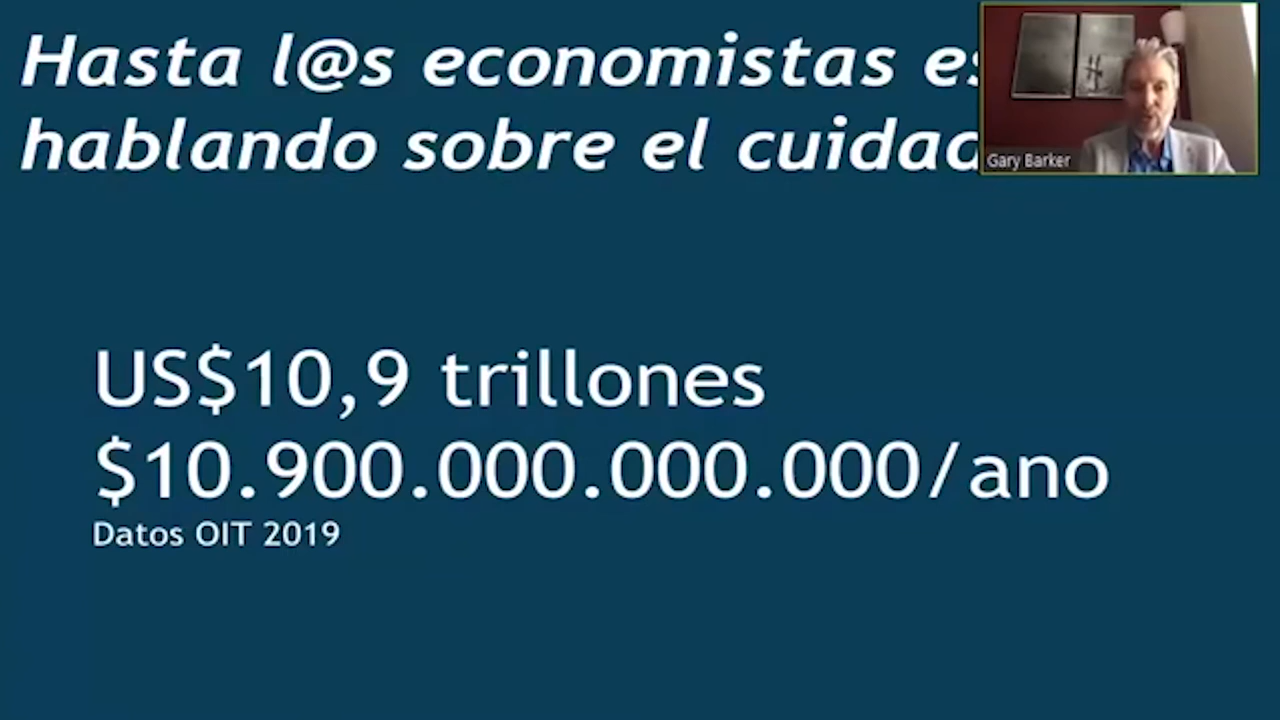 Hasta l@s economistas
hablando sobre el
Gary Barker
US$10,9 trillones
$10.900.000.000.000/ano
Datos OIT 2019